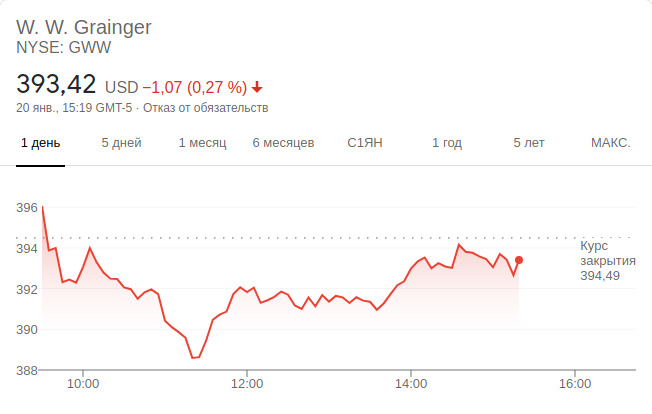 W. W. Grainger
NYSE: GWW
393,42 USD −1,07 (0,27 %)
20 янв., 15:19 GMT-5 · Отказ от обязательств
1 день 5 дней 1 месяц 6 месяцев С1ЯН 1 год 5 лет МАКС.
396
394
392
390
388
Курс
закрытия
394,49
10:00 12:00 14:00 16:00